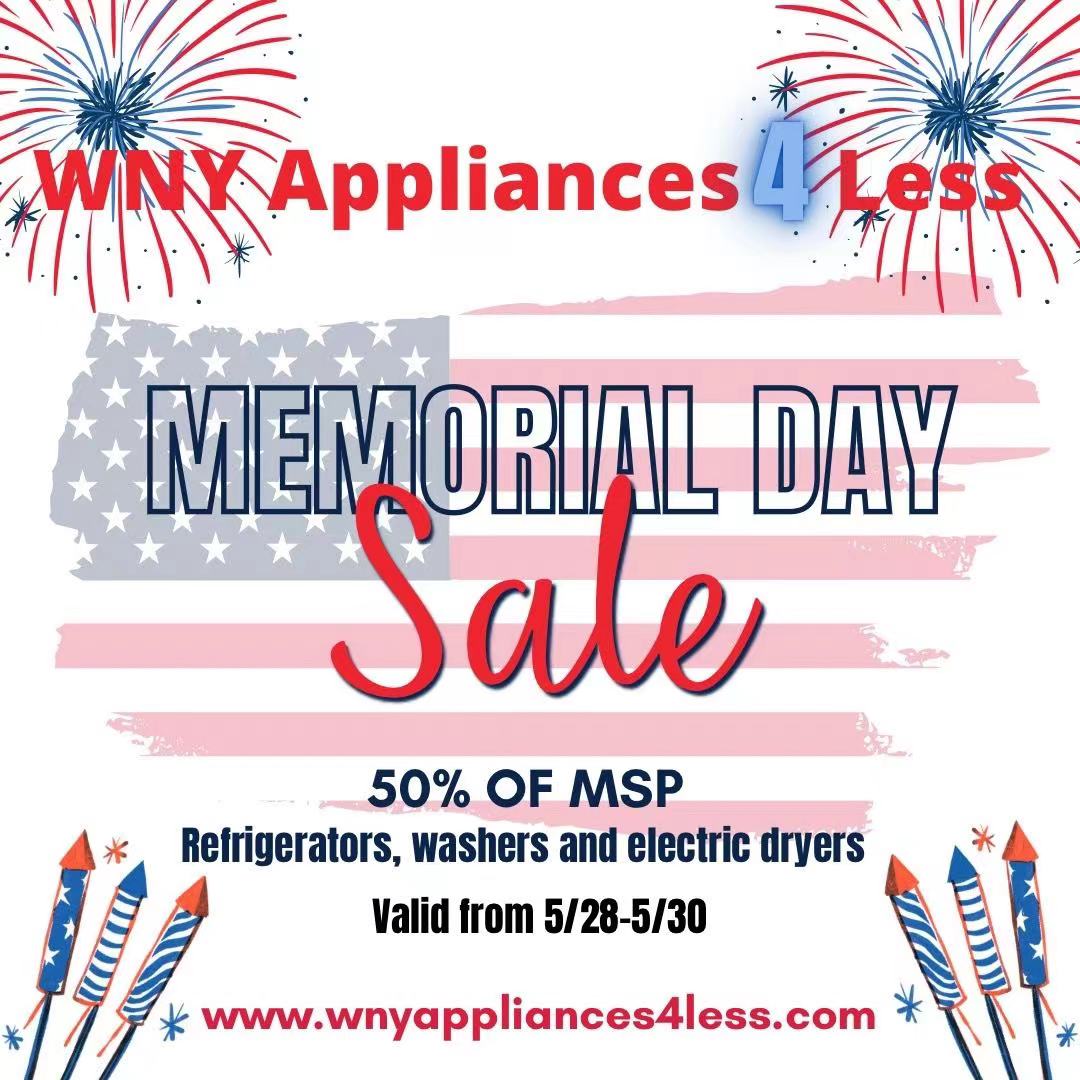 WNY Appliances 4 Less
MEMORIAL DAY
Sale
50% OF MSP
Refrigerators, washers and electric dryers
Valid from 5/28-5/30
www.wnyappliances4less.com